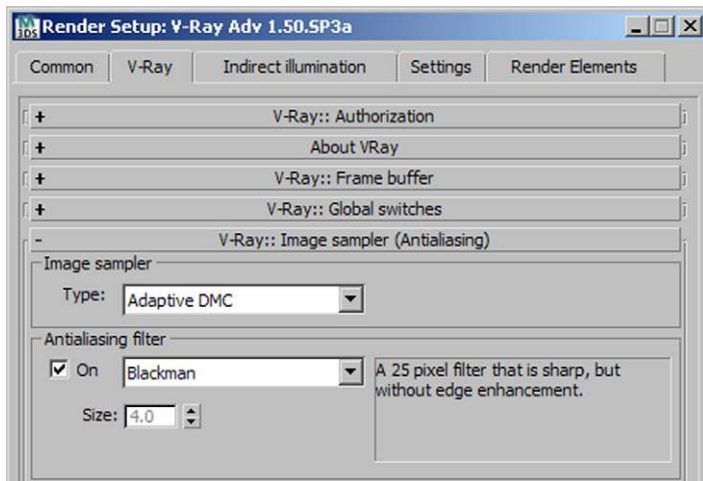 M
3DS
Render Setup: V-Ray Adv 1.50.SP3a
Common V-Ray Indirect illumination Settings Render Elements
+ V-Ray:: Authorization
+ About VRay
+ V-Ray:: Frame buffer
+ V-Ray:: Global switches
- V-Ray:: Image sampler (Antialiasing)
Image sampler
Type: Adaptive DMC
Antialiasing filter
On Blackman
A 25 pixel filter that is sharp, but
without edge enhancement.
Size: 4.0